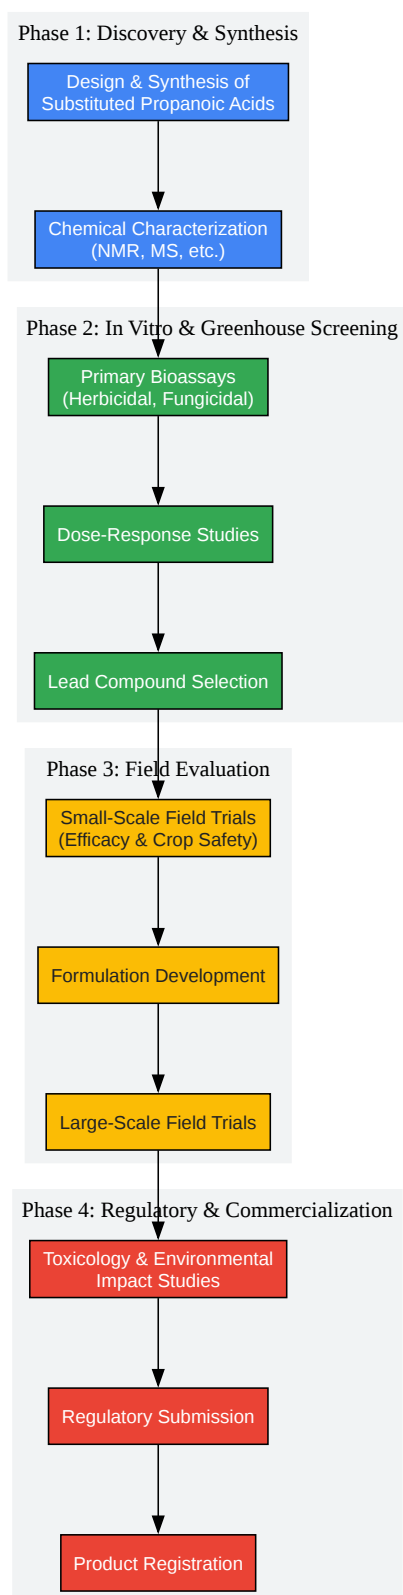 Phase 1: Discovery & Synthesis
Design & Synthesis of
Substituted Propanoic Acids
Chemical Characterization
(NMR, MS, etc.)
Phase 2: In Vitro & Greenhouse Screening
Primary Bioassays
(Herbicidal, Fungicidal)
Dose-Response Studies
Lead Compound Selection
Phase 3: Field Evaluation
Small-Scale Field Trials
(Efficacy & Crop Safety)
Formulation Development
Large-Scale Field Trials
Phase 4: Regulatory & Commercialization
Toxicology & Environmental
Impact Studies
Regulatory Submission
Product Registration